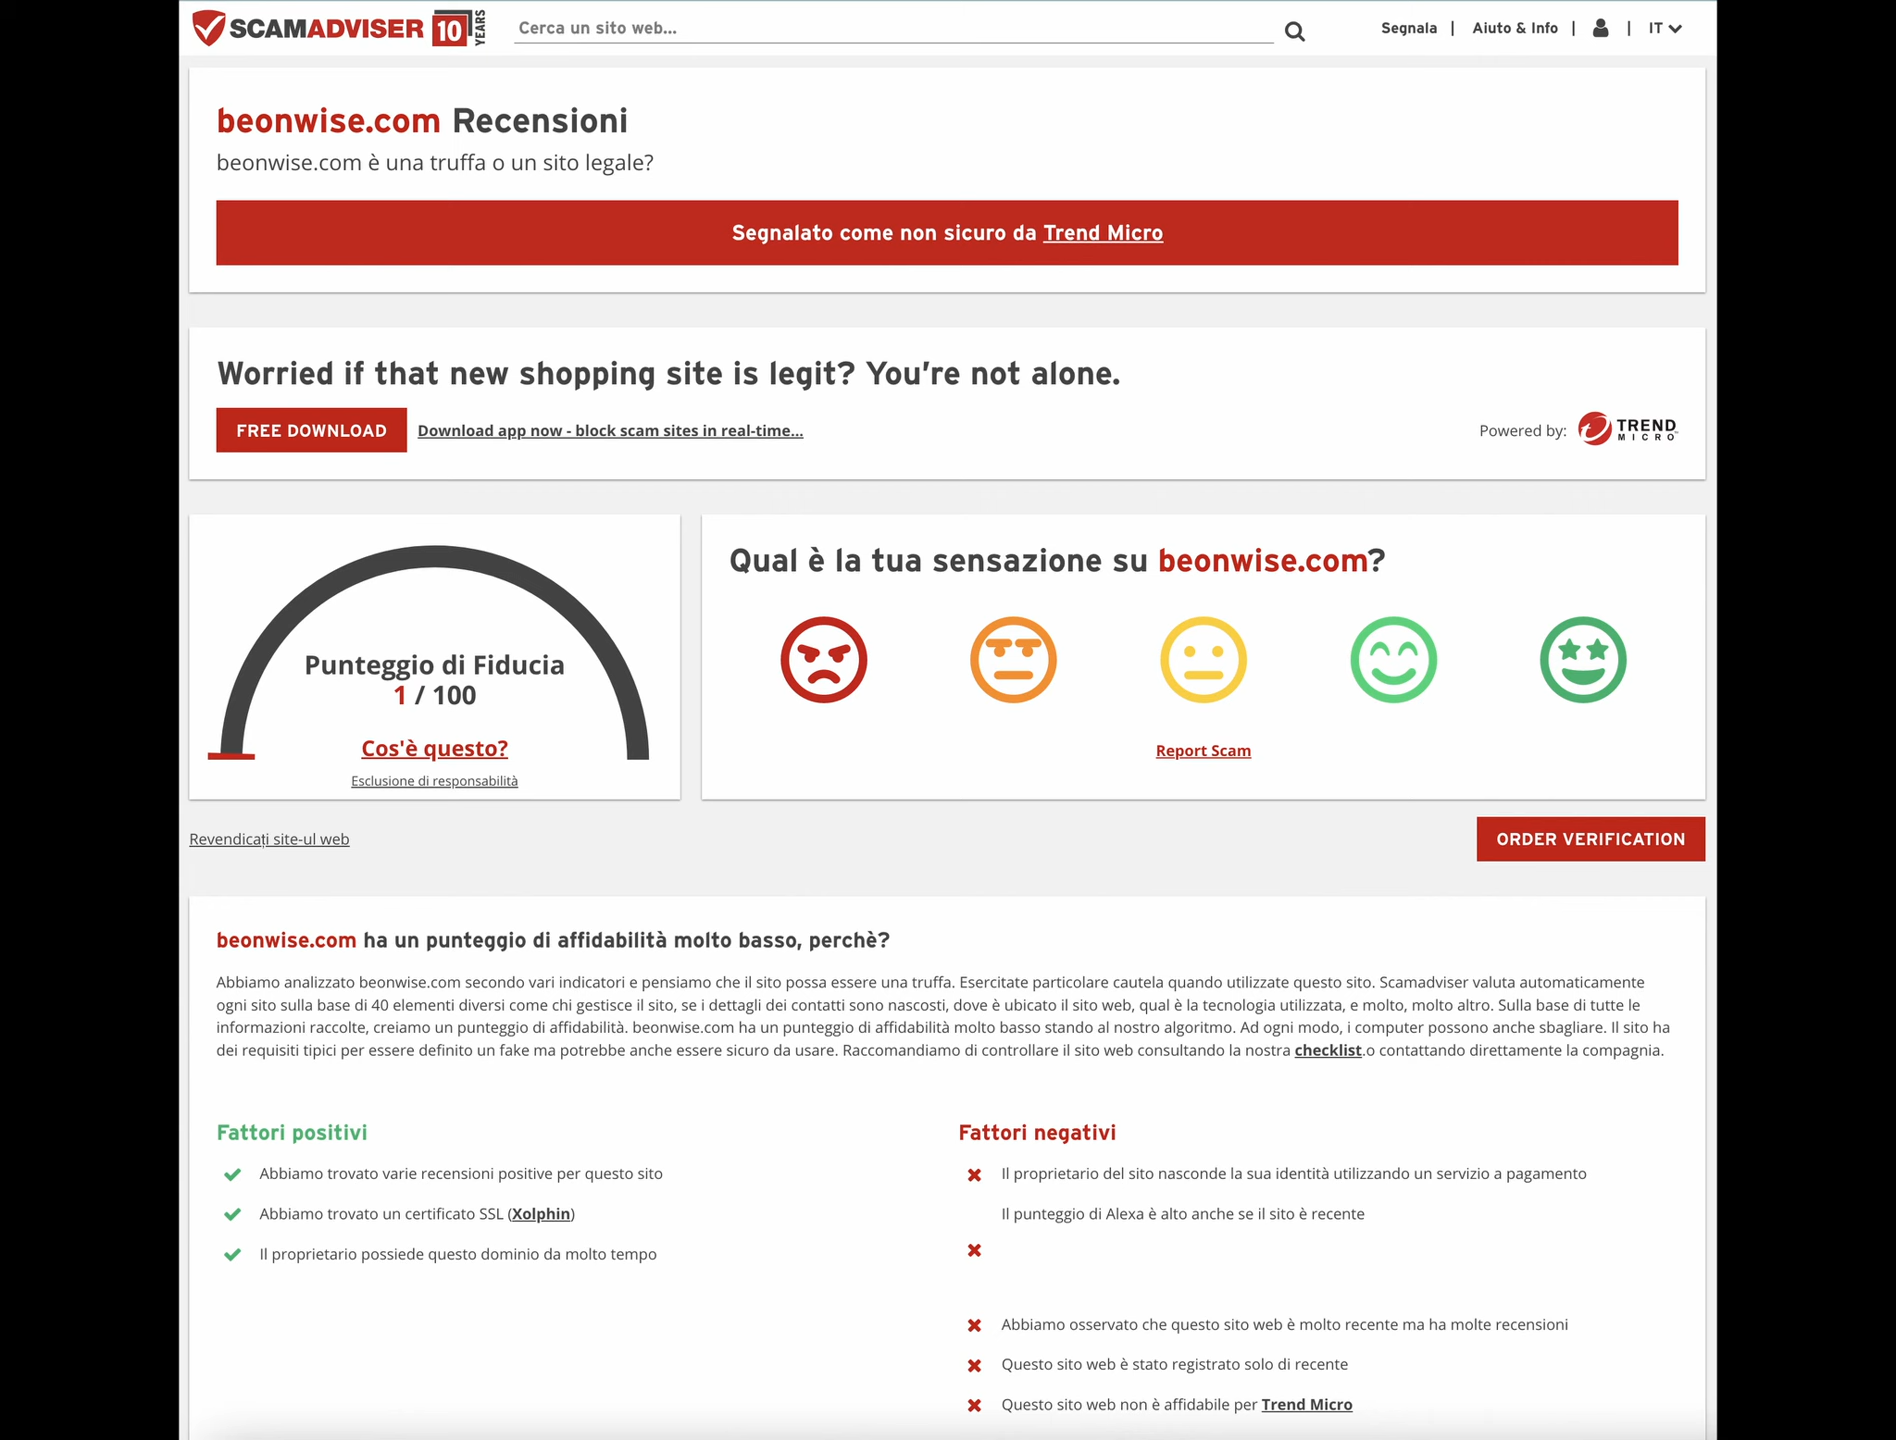 SCAMADVISER 10 YEARS
Cerca un sito web...
Segnala | Aiuto & Info | | IT
beonwise.com Recensioni
beonwise.com è una truffa o un sito legale?
Segnalato come non sicuro da Trend Micro
Worried if that new shopping site is legit? You're not alone.
FREE DOWNLOAD
Download app now - block scam sites in real-time...
Powered by:
TREND MICRO
Punteggio di Fiducia
1 / 100
Cos'è questo?
Esclusione di responsabilità
Qual è la tua sensazione su beonwise.com?
Report Scam
Revendicați site-ul web
ORDER VERIFICATION
beonwise.com ha un punteggio di affidabilità molto basso, perchè?
Abbiamo analizzato beonwise.com secondo vari indicatori e pensiamo che il sito possa essere una truffa. Esercitate particolare cautela quando utilizzate questo sito. Scamadviser valuta automaticamente
ogni sito sulla base di 40 elementi diversi come chi gestisce il sito, se i dettagli dei contatti sono nascosti, dove è ubicato il sito web, qual è la tecnologia utilizzata, e molto, molto altro. Sulla base di tutte le
informazioni raccolte, creiamo un punteggio di affidabilità. beonwise.com ha un punteggio di affidabilità molto basso stando al nostro algoritmo. Ad ogni modo, i computer possono anche sbagliare. Il sito ha
dei requisiti tipici per essere definito un fake ma potrebbe anche essere sicuro da usare. Raccomandiamo di controllare il sito web consultando la nostra checklist.o contattando direttamente la compagnia.
Fattori positivi
Abbiamo trovato varie recensioni positive per questo sito
Abbiamo trovato un certificato SSL (Xolphin)
Il proprietario possiede questo dominio da molto tempo
Fattori negativi
Il proprietario del sito nasconde la sua identità utilizzando un servizio a pagamento
Il punteggio di Alexa è alto anche se il sito è recente
Abbiamo osservato che questo sito web è molto recente ma ha molte recensioni
Questo sito web è stato registrato solo di recente
Questo sito web non è affidabile per Trend Micro